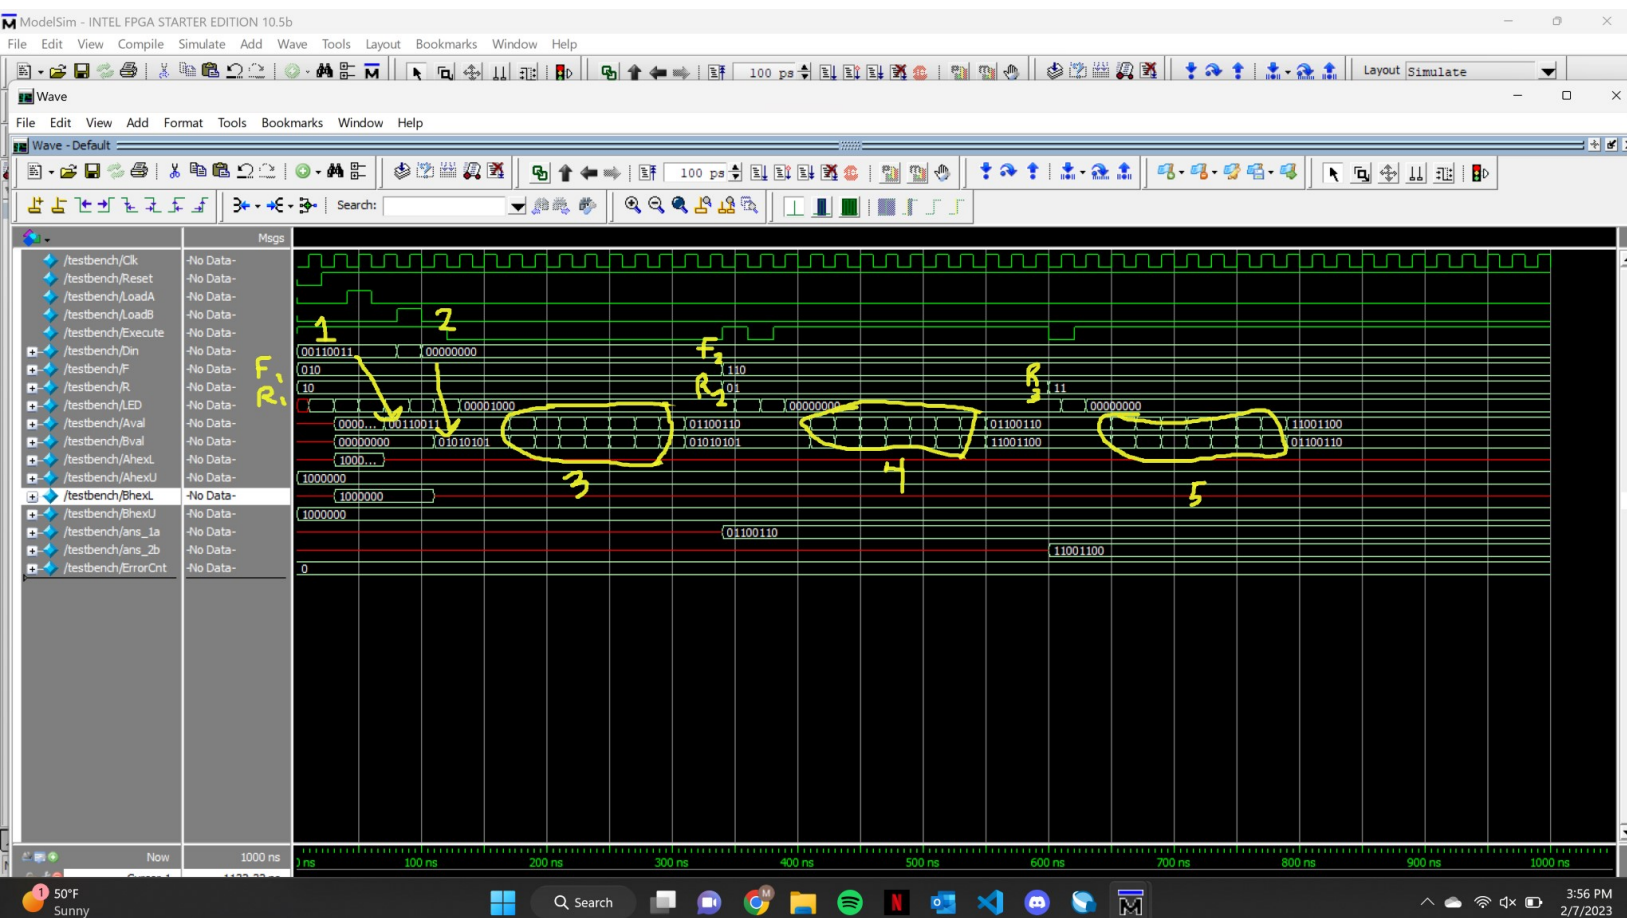 ModelSim - INTEL FPGA STARTER EDITION 10.5b
File Edit View Compile Simulate Add Wave Tools Layout Bookmarks Window Help
100 ps
Layout Simulate
Wave
File Edit View Add Format Tools Bookmarks Window Help
Wave - Default
100 ps
Search:
Msgs
/testbench/Clk -No Data-
/testbench/Reset -No Data-
/testbench/LoadA -No Data-
/testbench/LoadB -No Data-
1 2
/testbench/Execute -No Data-
/testbench/Din -No Data- 00110011 00000000 F2
/testbench/F -No Data- F1 010 110
/testbench/R -No Data- R1 10 R2 01 R3 11
/testbench/LED -No Data- 00001000 00000000 00000000
/testbench/Aval -No Data- 0000... 00110011 01100110 01100110 11001100
/testbench/Bval -No Data- 00000000 01010101 01010101 11001100 01100110
/testbench/AhexL -No Data- 1000...
/testbench/AhexU -No Data- 1000000
3 4 5
/testbench/BhexL -No Data- 1000000
/testbench/BhexU -No Data- 1000000
/testbench/ans_1a -No Data- 01100110
/testbench/ans_2b -No Data- 11001100
/testbench/ErrorCnt -No Data- 0
Now 1000 ns
ns 100 ns 200 ns 300 ns 400 ns 500 ns 600 ns 700 ns 800 ns 900 ns 1000 ns
1
50°F
Sunny
Search
M
N
3:56 PM
2/7/2023